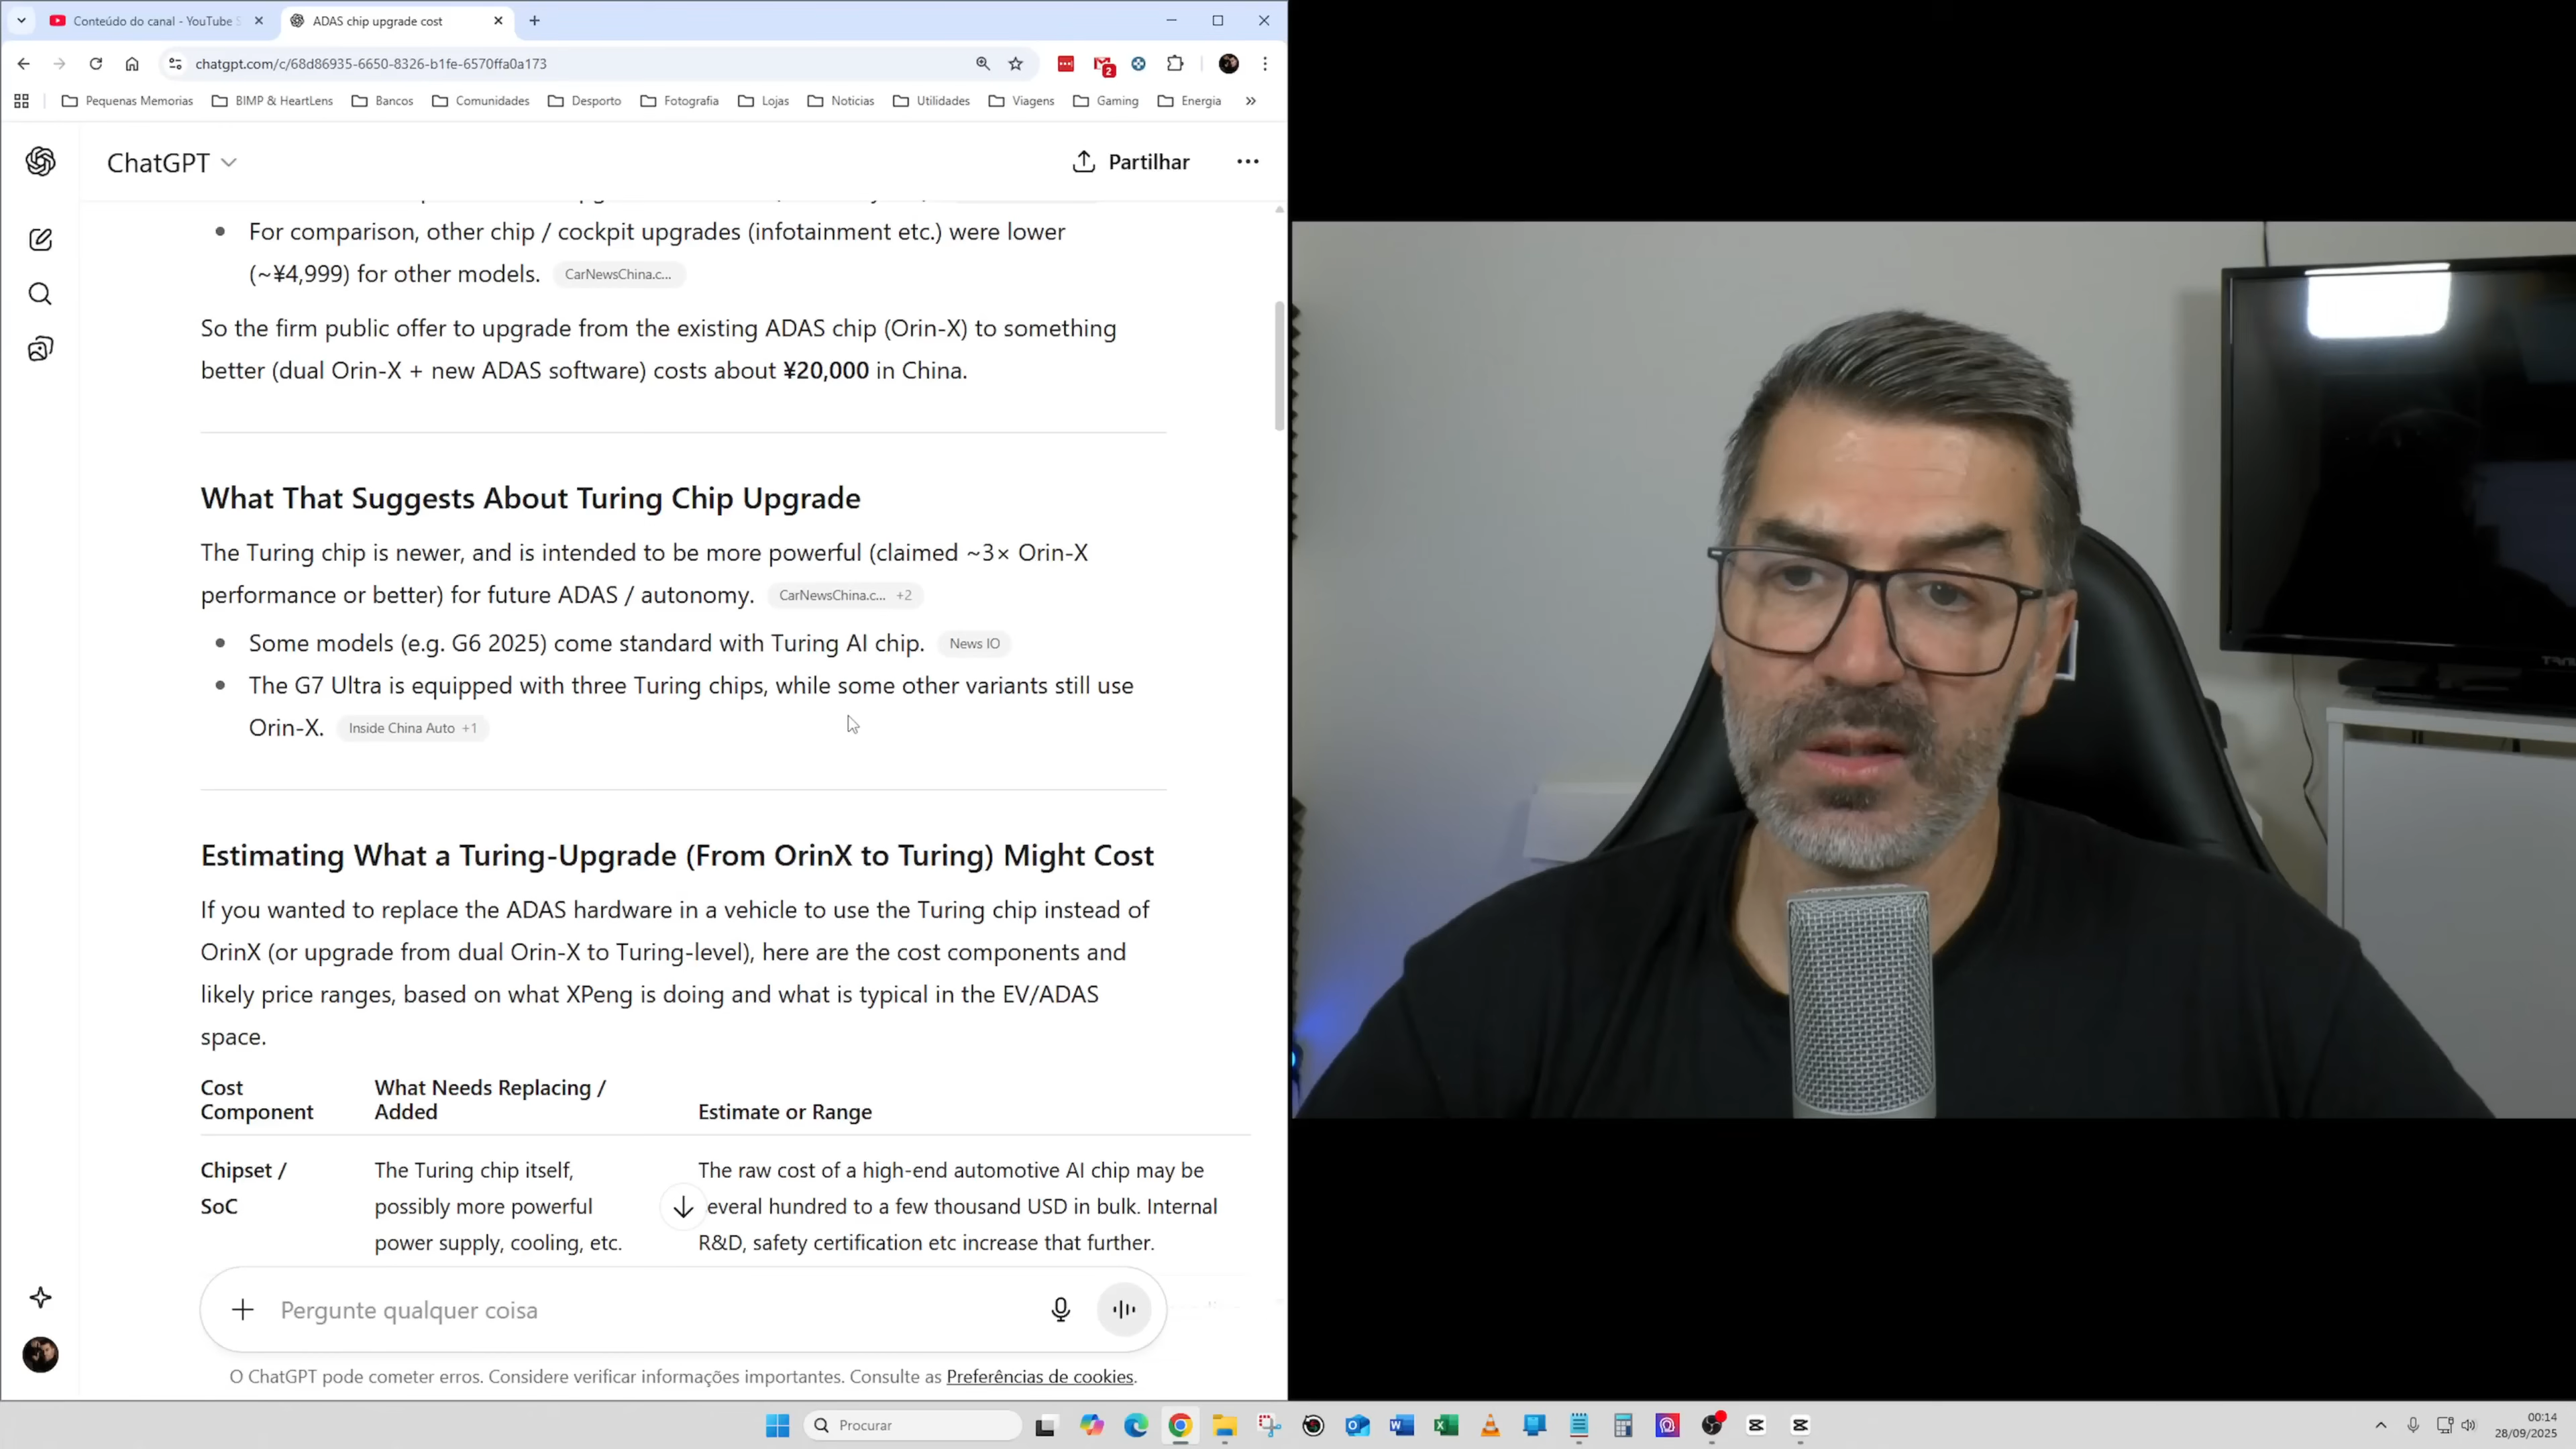 Conteúdo do canal - YouTube S
ADAS chip upgrade cost
chatgpt.com/c/68d86935-6650-8326-b1fe-6570ffa0a173
2
Pequenas Memorias
BIMP & HeartLens
Bancos
Comunidades
Desporto
Fotografia
Lojas
Noticias
Utilidades
Viagens
Gaming
Energia
ChatGPT
Partilhar
• For comparison, other chip / cockpit upgrades (infotainment etc.) were lower
(~¥4,999) for other models. CarNewsChina.c...
So the firm public offer to upgrade from the existing ADAS chip (Orin-X) to something
better (dual Orin-X + new ADAS software) costs about ¥20,000 in China.
What That Suggests About Turing Chip Upgrade
The Turing chip is newer, and is intended to be more powerful (claimed ~3× Orin-X
performance or better) for future ADAS / autonomy. CarNewsChina.c... +2
• Some models (e.g. G6 2025) come standard with Turing AI chip. News IO
• The G7 Ultra is equipped with three Turing chips, while some other variants still use
Orin-X. Inside China Auto +1
Estimating What a Turing-Upgrade (From OrinX to Turing) Might Cost
If you wanted to replace the ADAS hardware in a vehicle to use the Turing chip instead of
OrinX (or upgrade from dual Orin-X to Turing-level), here are the cost components and
likely price ranges, based on what XPeng is doing and what is typical in the EV/ADAS
space.
Cost
Component
What Needs Replacing /
Added
Estimate or Range
Chipset /
SoC
The Turing chip itself,
possibly more powerful
power supply, cooling, etc.
The raw cost of a high-end automotive AI chip may be
everal hundred to a few thousand USD in bulk. Internal
R&D, safety certification etc increase that further.
Pergunte qualquer coisa
O ChatGPT pode cometer erros. Considere verificar informações importantes. Consulte as Preferências de cookies.
Procurar
00:14
28/09/2025